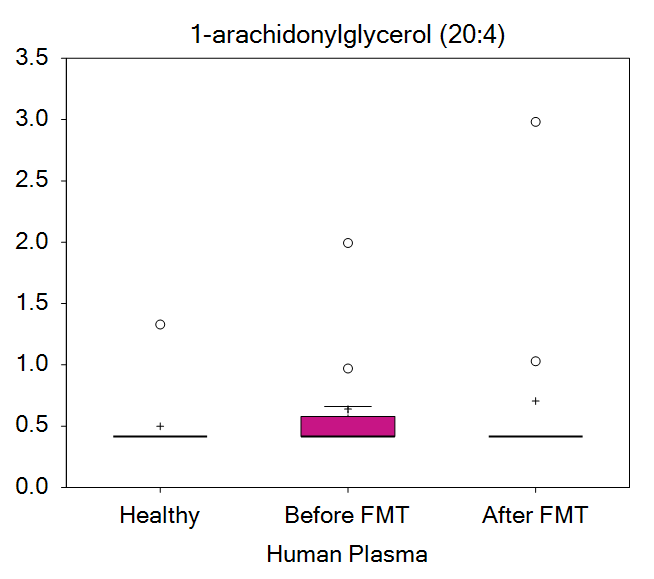 1-arachidonylglycerol (20:4)
3.5
3.0
2.5
2.0
1.5
1.0
0.5
0.0
Healthy
Before FMT
After FMT
Human Plasma